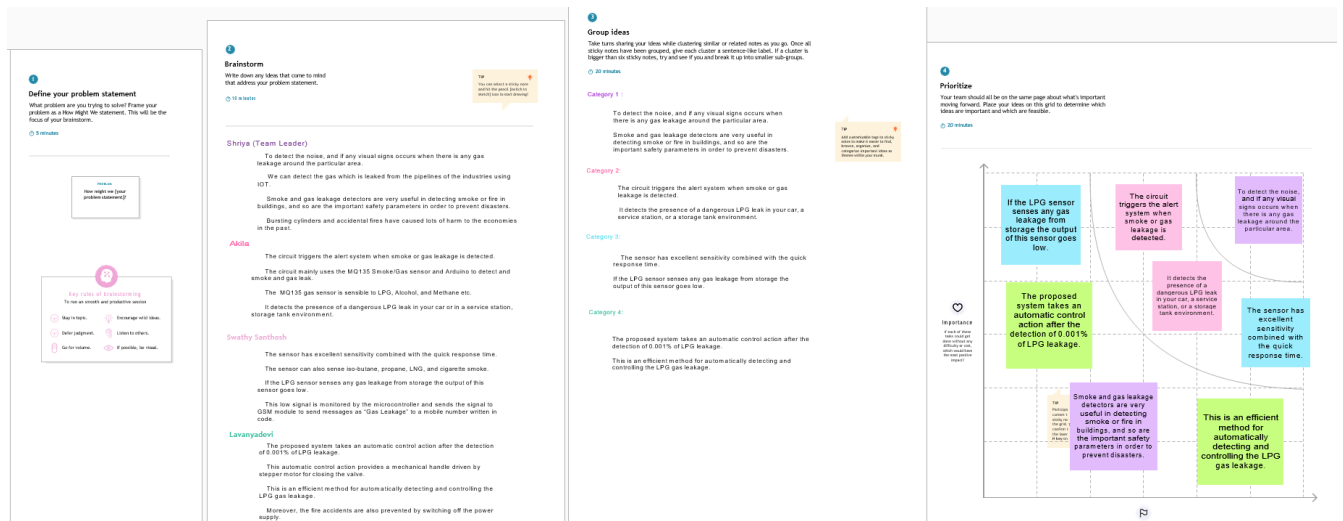 1
Define your problem statement
What problem are you trying to solve? Frame your
problem as a How Might We statement. This will be the
focus of your brainstorm.
5 minutes
PROBLEM
How might we [your
problem statement]?
Key rules of brainstorming
To run an smooth and productive session
Stay in topic.
Encourage wild ideas.
Defer judgment.
Listen to others.
Go for volume.
If possible, be visual.
2
Brainstorm
Write down any ideas that come to mind
that address your problem statement.
10 minutes
TIP
You can select a sticky note
and hit the pencil [switch to
sketch] icon to start drawing!
Shriya (Team Leader)
To detect the noise, and if any visual signs occurs when there is any gas
leakage around the particular area.
We can detect the gas which is leaked from the pipelines of the industries using
IOT.
Smokes and gas leakage detectors are very useful in detecting smoke or fire in
buildings, and so are the important safety parameters in order to prevent disasters.
Bursting cylinders and accidental fires have caused lots of harm to the economies
in the past.
Akila
The circuit triggers the alert system when smoke or gas leakage is detected.
The circuit mainly uses the MQ135 Smoke/Gas sensor and Arduino to detect and
smoke and gas leak.
The MQ135 gas sensor is sensible to LPG, Alcohol, and Methane etc.
It detects the presence of a dangerous LPG leak in your car or in a service station,
storage tank environment.
Swathy Santhosh
The sensor has excellent sensitivity combined with the quick response time.
The sensor can also sense iso-butane, propane, LNG, and cigarette smoke.
If the LPG sensor senses any gas leakage from storage the output of this
sensor goes low.
This low signal is monitored by the microcontroller and sends the signal to
GSM module to send messages as "Gas Leakage" to a mobile number written in
code.
Lavanyadevi
The proposed system takes an automatic control action after the detection
of 0.001% of LPG leakage.
This automatic control action provides a mechanical handle driven by
stepper motor for closing the valve.
This is an efficient method for automatically detecting and controlling the
LPG gas leakage.
Moreover, the fire accidents are also prevented by switching off the power
supply.
3
Group ideas
Take turns sharing your ideas while clustering similar or related notes as you go. Once all
sticky notes have been grouped, give each cluster a sentence-like label. If a cluster is
bigger than six sticky notes, try and see if you and break it up into smaller sub-groups.
20 minutes
TIP
Add customizable tags to sticky
notes to make it easier to find,
browse, organize, and
categorize important ideas as
themes within your mural.
Category 1 :
To detect the noise, and if any visual signs occurs when
there is any gas leakage around the particular area.
Smoke and gas leakage detectors are very useful in
detecting smoke or fire in buildings, and so are the
important safety parameters in order to prevent disasters.
Category 2:
The circuit triggers the alert system when smoke or gas
leakage is detected.
It detects the presence of a dangerous LPG leak in your car, a
service station, or a storage tank environment.
Category 3:
The sensor has excellent sensitivity combined with the quick
response time.
If the LPG sensor senses any gas leakage from storage the
output of this sensor goes low.
Category 4:
The proposed system takes an automatic control action after the
detection of 0.001% of LPG leakage.
This is an efficient method for automatically detecting and
controlling the LPG gas leakage.
4
Prioritize
Your team should all be on the same page about what's important
moving forward. Place your ideas on this grid to determine which
ideas are important and which are feasible.
20 minutes
Importance
If each of these
tasks could get
done without any
difficulty or cost,
which would have
the most positive
impact?
If the LPG sensor
senses any gas
leakage from
storage the output
of this sensor goes
low.
The circuit
triggers the alert
system when
smoke or gas
leakage is
detected.
To detect the noise,
and if any visual
signs occurs when
there is any gas
leakage around the
particular area.
It detects the
presence of a
dangerous LPG leak
in your car, a service
station, or a storage
tank environment.
The proposed
system takes an
automatic control
action after the
detection of 0.001%
of LPG leakage.
The sensor has
excellent
sensitivity
combined with
the quick
response time.
TIP
Smoke and gas leakage
detectors are very
useful in detecting
smoke or fire in
buildings, and so are
the important safety
parameters in order to
prevent disasters.
This is an efficient
method for
automatically
detecting and
controlling the LPG
gas leakage.